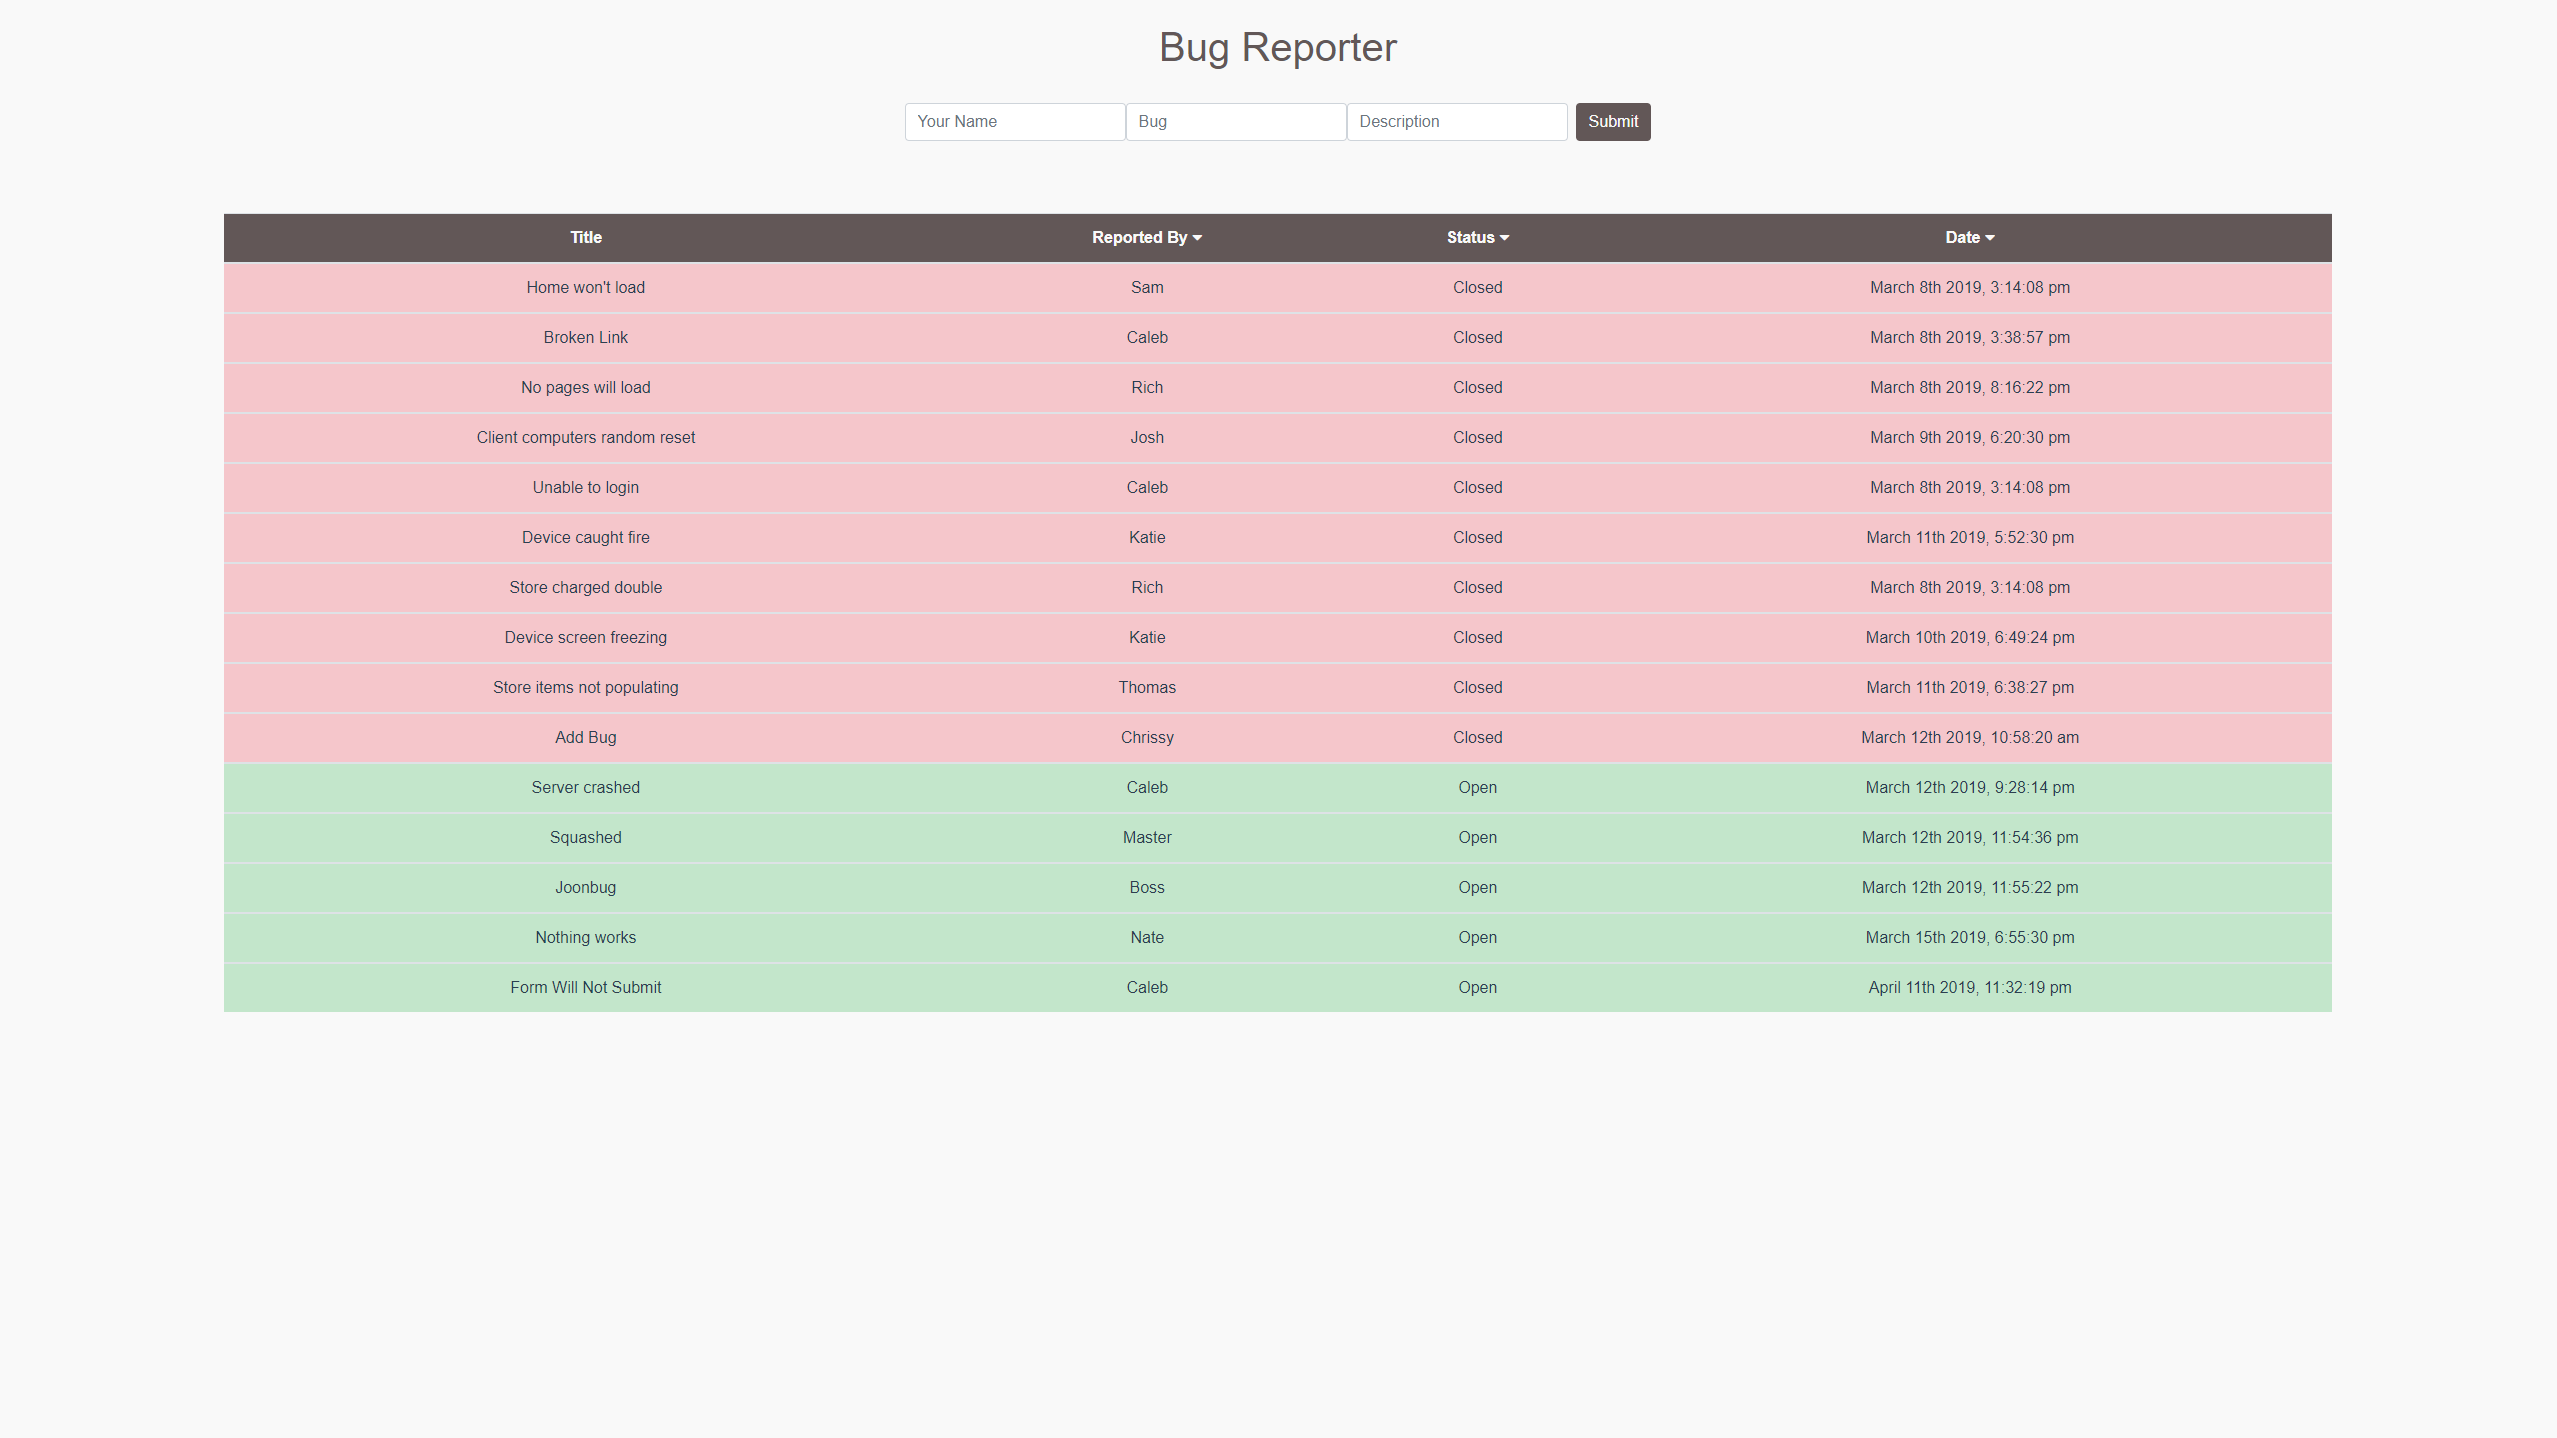 Bug Reporter
Your Name Bug Description Submit
Title Reported By Status Date
Home won't load Sam Closed March 8th 2019, 3:14:08 pm
Broken Link Caleb Closed March 8th 2019, 3:38:57 pm
No pages will load Rich Closed March 8th 2019, 8:16:22 pm
Client computers random reset Josh Closed March 9th 2019, 6:20:30 pm
Unable to login Caleb Closed March 8th 2019, 3:14:08 pm
Device caught fire Katie Closed March 11th 2019, 5:52:30 pm
Store charged double Rich Closed March 8th 2019, 3:14:08 pm
Device screen freezing Katie Closed March 10th 2019, 6:49:24 pm
Store items not populating Thomas Closed March 11th 2019, 6:38:27 pm
Add Bug Chrissy Closed March 12th 2019, 10:58:20 am
Server crashed Caleb Open March 12th 2019, 9:28:14 pm
Squashed Master Open March 12th 2019, 11:54:36 pm
Joonbug Boss Open March 12th 2019, 11:55:22 pm
Nothing works Nate Open March 15th 2019, 6:55:30 pm
Form Will Not Submit Caleb Open April 11th 2019, 11:32:19 pm